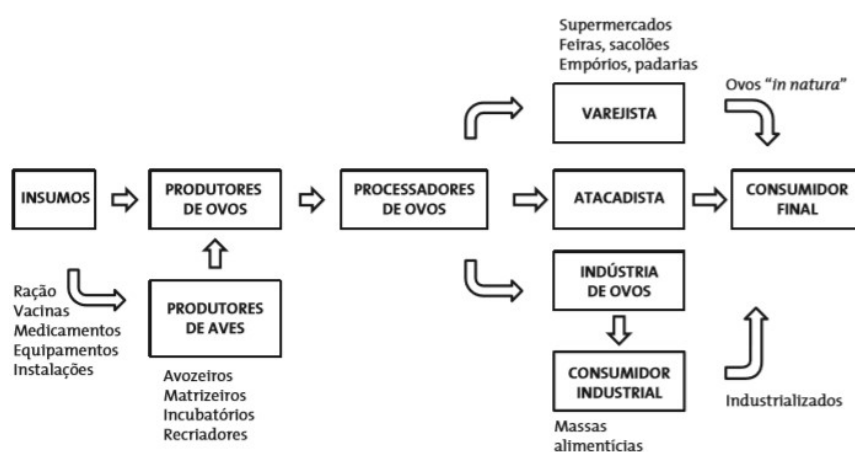 Supermercados
Feiras, sacolões
Empórios, padarias
VAREJISTA
Ovos “in natura”
INSUMOS
PRODUTORES
DE OVOS
PROCESSADORES
DE OVOS
ATACADISTA
CONSUMIDOR
FINAL
Ração
Vacinas
Medicamentos
Equipamentos
Instalações
PRODUTORES
DE AVES
Avozeiros
Matrizeiros
Incubatórios
Recriadores
INDÚSTRIA
DE OVOS
CONSUMIDOR
INDUSTRIAL
Massas
alimentícias
Industrializados